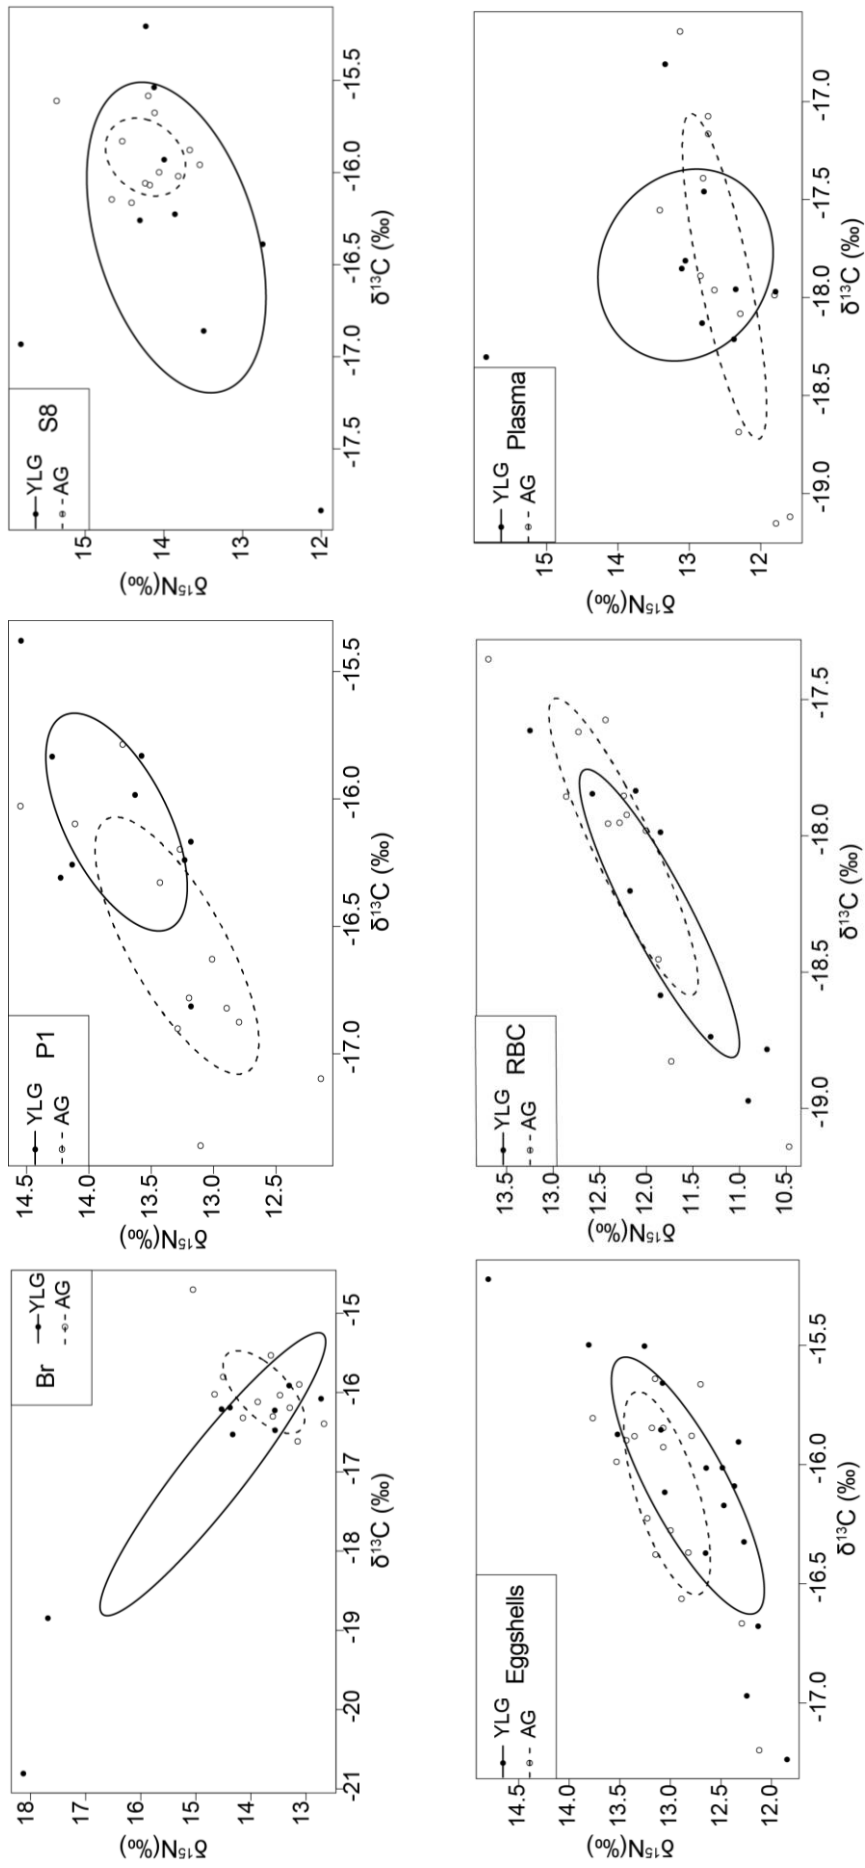 Br
YLG
AG
δ¹⁵N(‰)
18
17
16
15
14
13
-21
-20
-19
-18
-17
-16
-15
δ¹³C (‰)
YLG
P1
AG
δ¹⁵N(‰)
14.5
14.0
13.5
13.0
12.5
-17.0
-16.5
-16.0
-15.5
δ¹³C (‰)
YLG
S8
AG
δ¹⁵N(‰)
15
14
13
12
-17.5
-17.0
-16.5
-16.0
-15.5
δ¹³C (‰)
YLG
Eggshells
AG
δ¹⁵N(‰)
14.5
14.0
13.5
13.0
12.5
12.0
-17.0
-16.5
-16.0
-15.5
δ¹³C (‰)
YLG
RBC
AG
δ¹⁵N(‰)
13.5
13.0
12.5
12.0
11.5
11.0
10.5
-19.0
-18.5
-18.0
-17.5
δ¹³C (‰)
YLG
Plasma
AG
δ¹⁵N(‰)
15
14
13
12
-19.0
-18.5
-18.0
-17.5
-17.0
δ¹³C (‰)